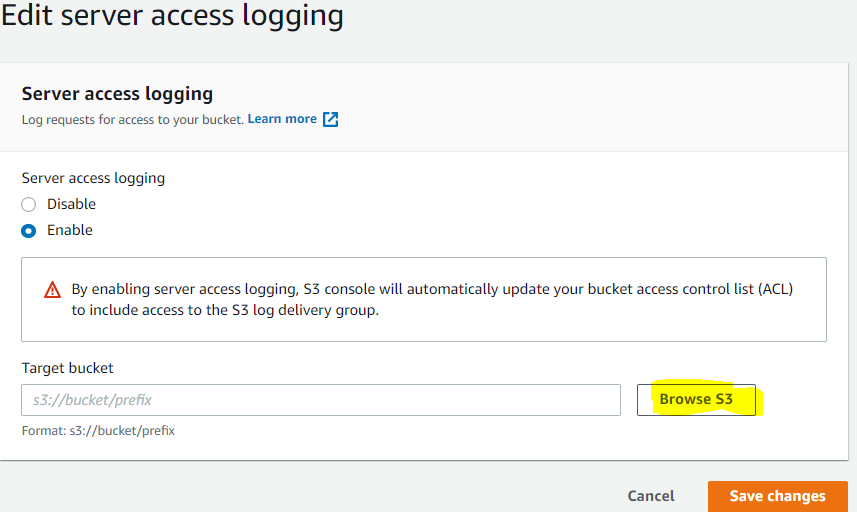 Edit server access logging
Server access logging
Log requests for access to your bucket. Learn more
Server access logging
Disable
Enable
By enabling server access logging, S3 console will automatically update your bucket access control list (ACL)
to include access to the S3 log delivery group.
Target bucket
s3://bucket/prefix
Browse S3
Format: s3://bucket/prefix
Cancel
Save changes